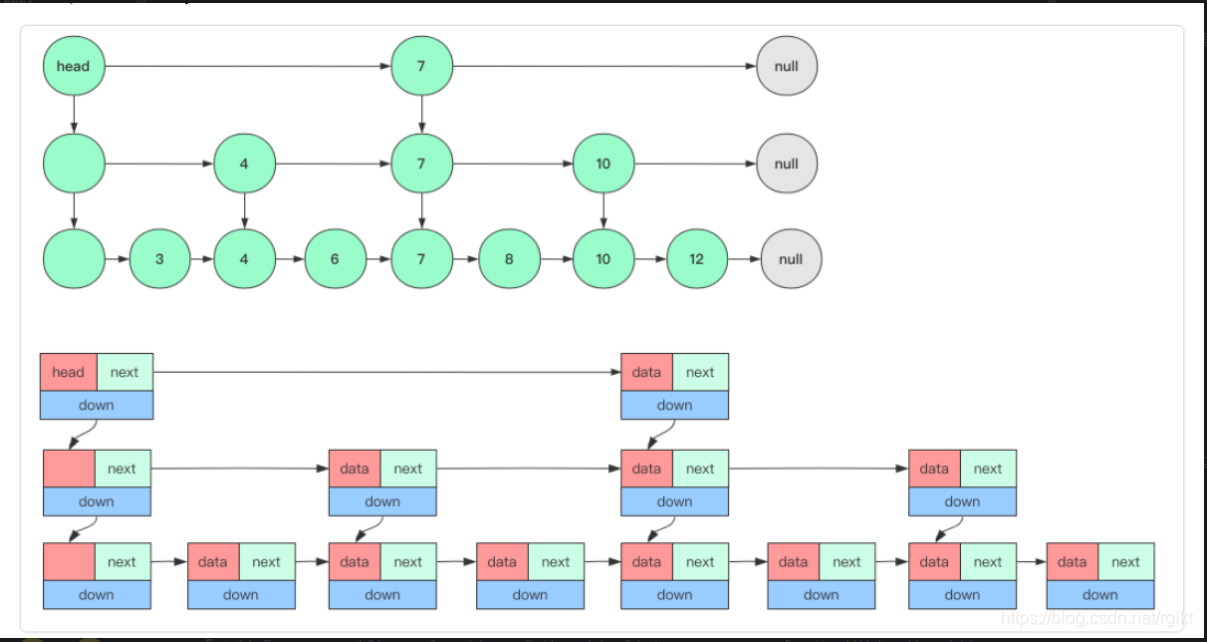 head 7 null
4 7 10 null
3 4 6 7 8 10 12 null
head next data next
down down
next data next data next data next
down down down down
next data next data next data next data next data next data next data next
down down down down down down down down
https://blog.csdn.net/rglkt